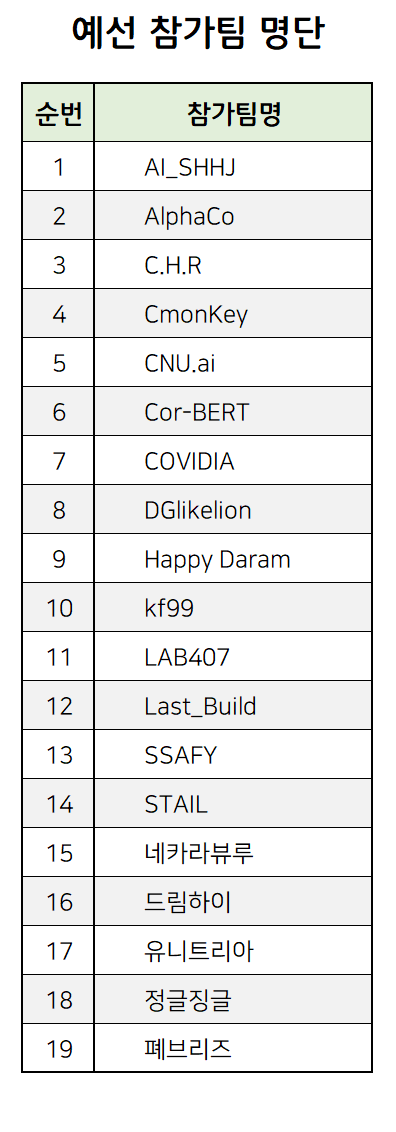 예선 참가팀 명단
순번 참가팀명
1 AI_SHHJ
2 AlphaCo
3 C.H.R
4 CmonKey
5 CNU.ai
6 Cor-BERT
7 COVIDIA
8 DGlikelion
9 Happy Daram
10 kf99
11 LAB407
12 Last_Build
13 SSAFY
14 STAIL
15 네카라뷰루
16 드림하이
17 유니트리아
18 정글징글
19 폐브리즈